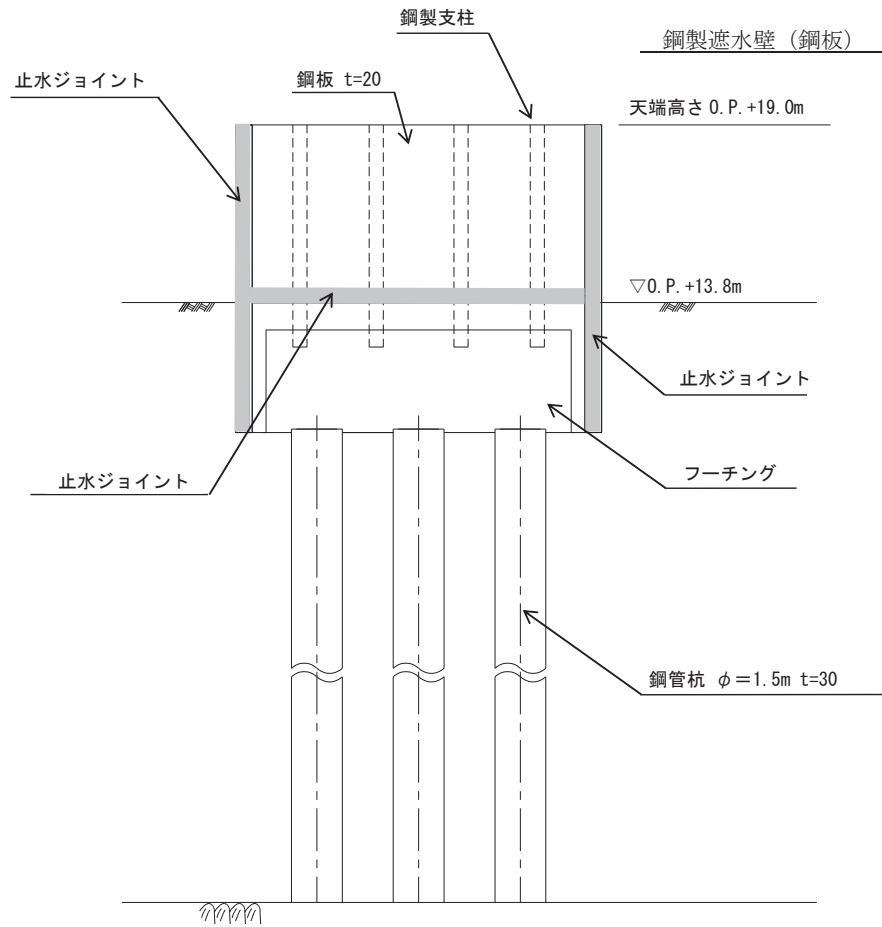 鋼製支柱
鋼製遮水壁（鋼板）
止水ジョイント
鋼板 t=20
天端高さ O.P.+19.0m
▽O.P.+13.8m
止水ジョイント
止水ジョイント
フーチング
鋼管杭 φ＝1.5m t=30